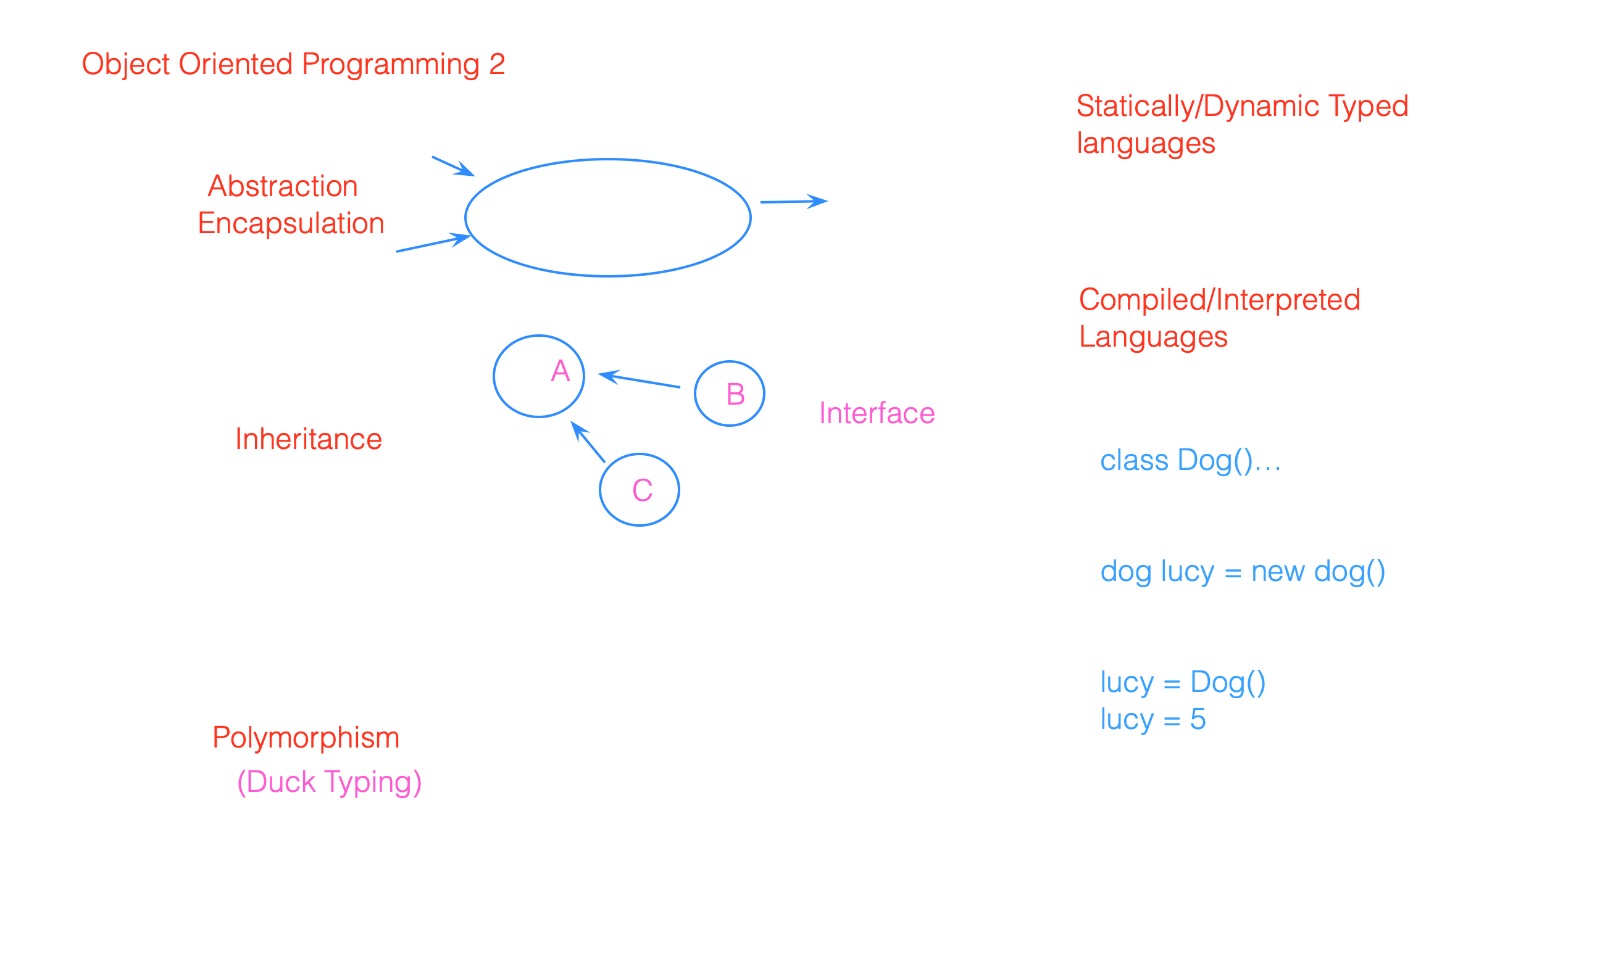 Object Oriented Programming 2
Abstraction
Encapsulation
A
B
Interface
Inheritance
C
Polymorphism
(Duck Typing)
Statically/Dynamic Typed
languages
Compiled/Interpreted
Languages
class Dog()...
dog lucy = new dog()
lucy = Dog()
lucy = 5